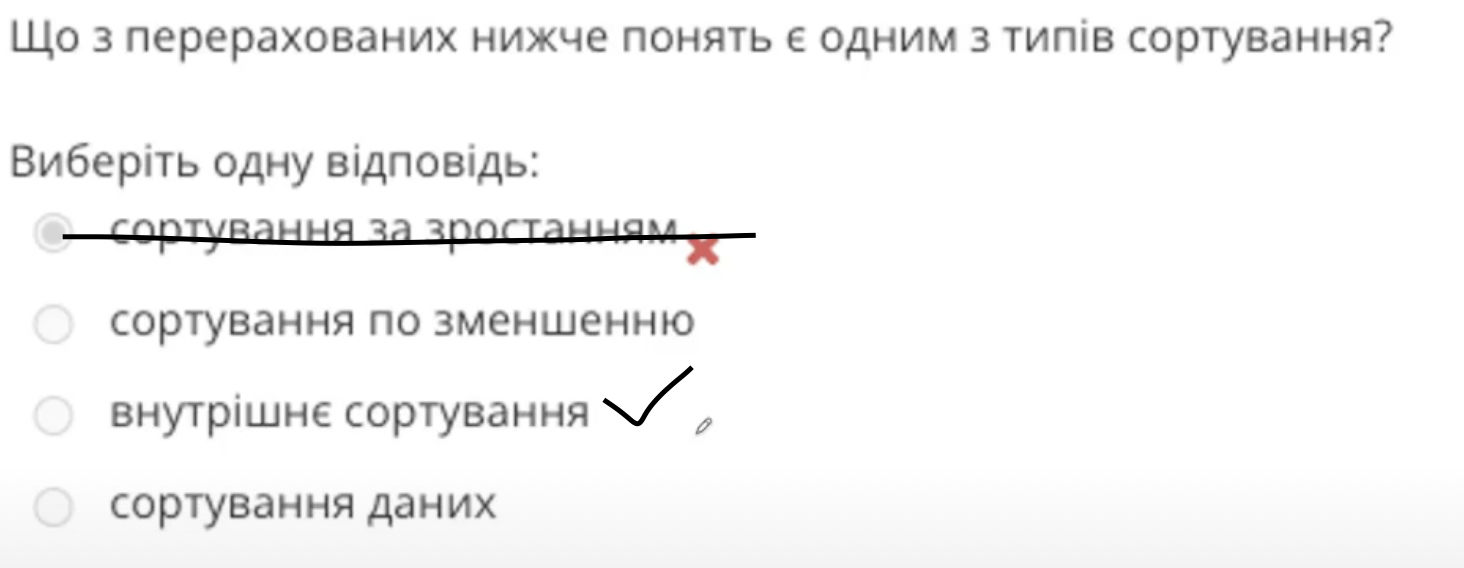 Що з перерахованих нижче понять є одним з типів сортування?
Виберіть одну відповідь:
сортування за зростанням
сортування по зменшенню
внутрішнє сортування
сортування даних